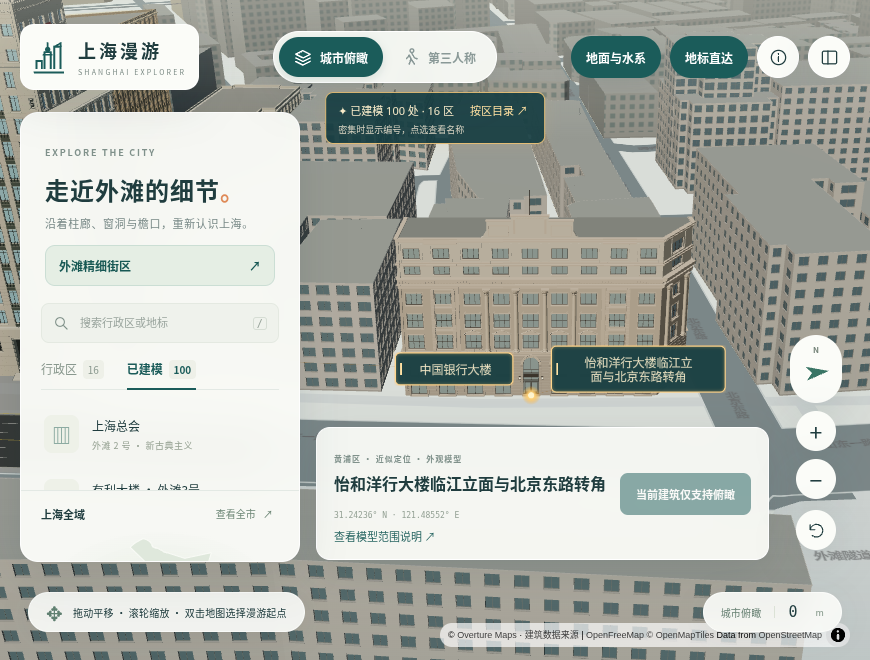 上海漫游
SHANGHAI EXPLORER
城市俯瞰
第三人称
地面与水系
地标直达
✦ 已建模 100 处 · 16 区 按区目录 ↗
密集时显示编号，点选查看名称
EXPLORE THE CITY
走近外滩的细节。
沿着柱廊、窗洞与檐口，重新认识上海。
外滩精细街区 ↗
搜索行政区或地标 /
行政区 16
已建模 100
上海总会
外滩 2 号 · 新古典主义
有利大楼 · 外滩3号
上海全域
查看全市 ↗
中国银行大楼
怡和洋行大楼临江立
面与北京东路转角
N
+
−
黄浦区 · 近似定位 · 外观模型
怡和洋行大楼临江立面与北京东路转角
当前建筑仅支持俯瞰
31.24236° N · 121.48552° E
查看模型范围说明 ↗
外滩隧道
拖动平移 · 滚轮缩放 · 双击地图选择漫游起点
城市俯瞰 0 m
© Overture Maps · 建筑数据来源 | OpenFreeMap © OpenMapTiles Data from OpenStreetMap